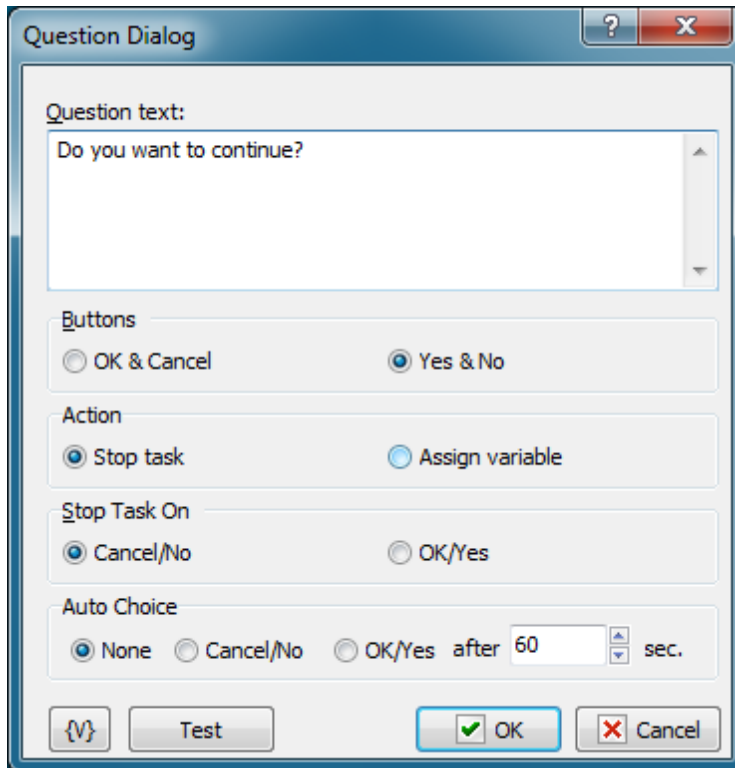 Question Dialog ?
Question text:
Do you want to continue?
Buttons
OK & Cancel Yes & No
Action
Stop task Assign variable
Stop Task On
Cancel/No OK/Yes
Auto Choice
None Cancel/No OK/Yes after 60 sec.
{V} Test OK Cancel